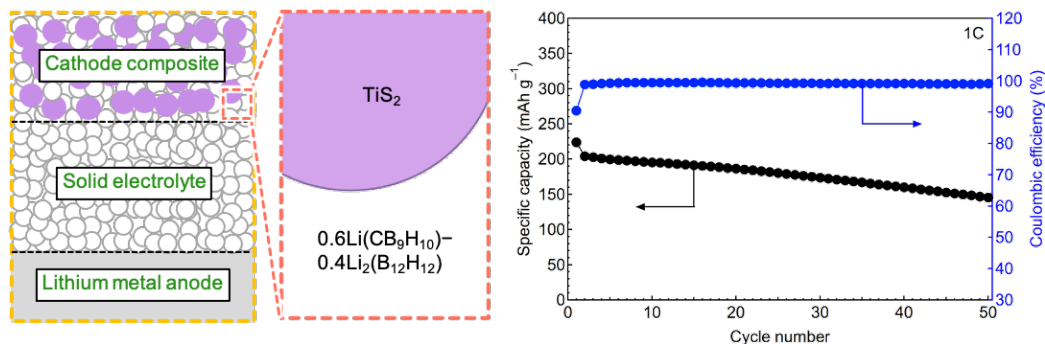 Cathode composite
Solid electrolyte
Lithium metal anode
TiS₂
0.6Li(CB₉H₁₀)−
0.4Li₂(B₁₂H₁₂)
1C
Specific capacity (mAh g⁻¹)
400
350
300
250
200
150
100
50
0
Coulombic efficiency (%)
120
110
100
90
80
70
60
50
40
30
0
10
20
30
40
50
Cycle number